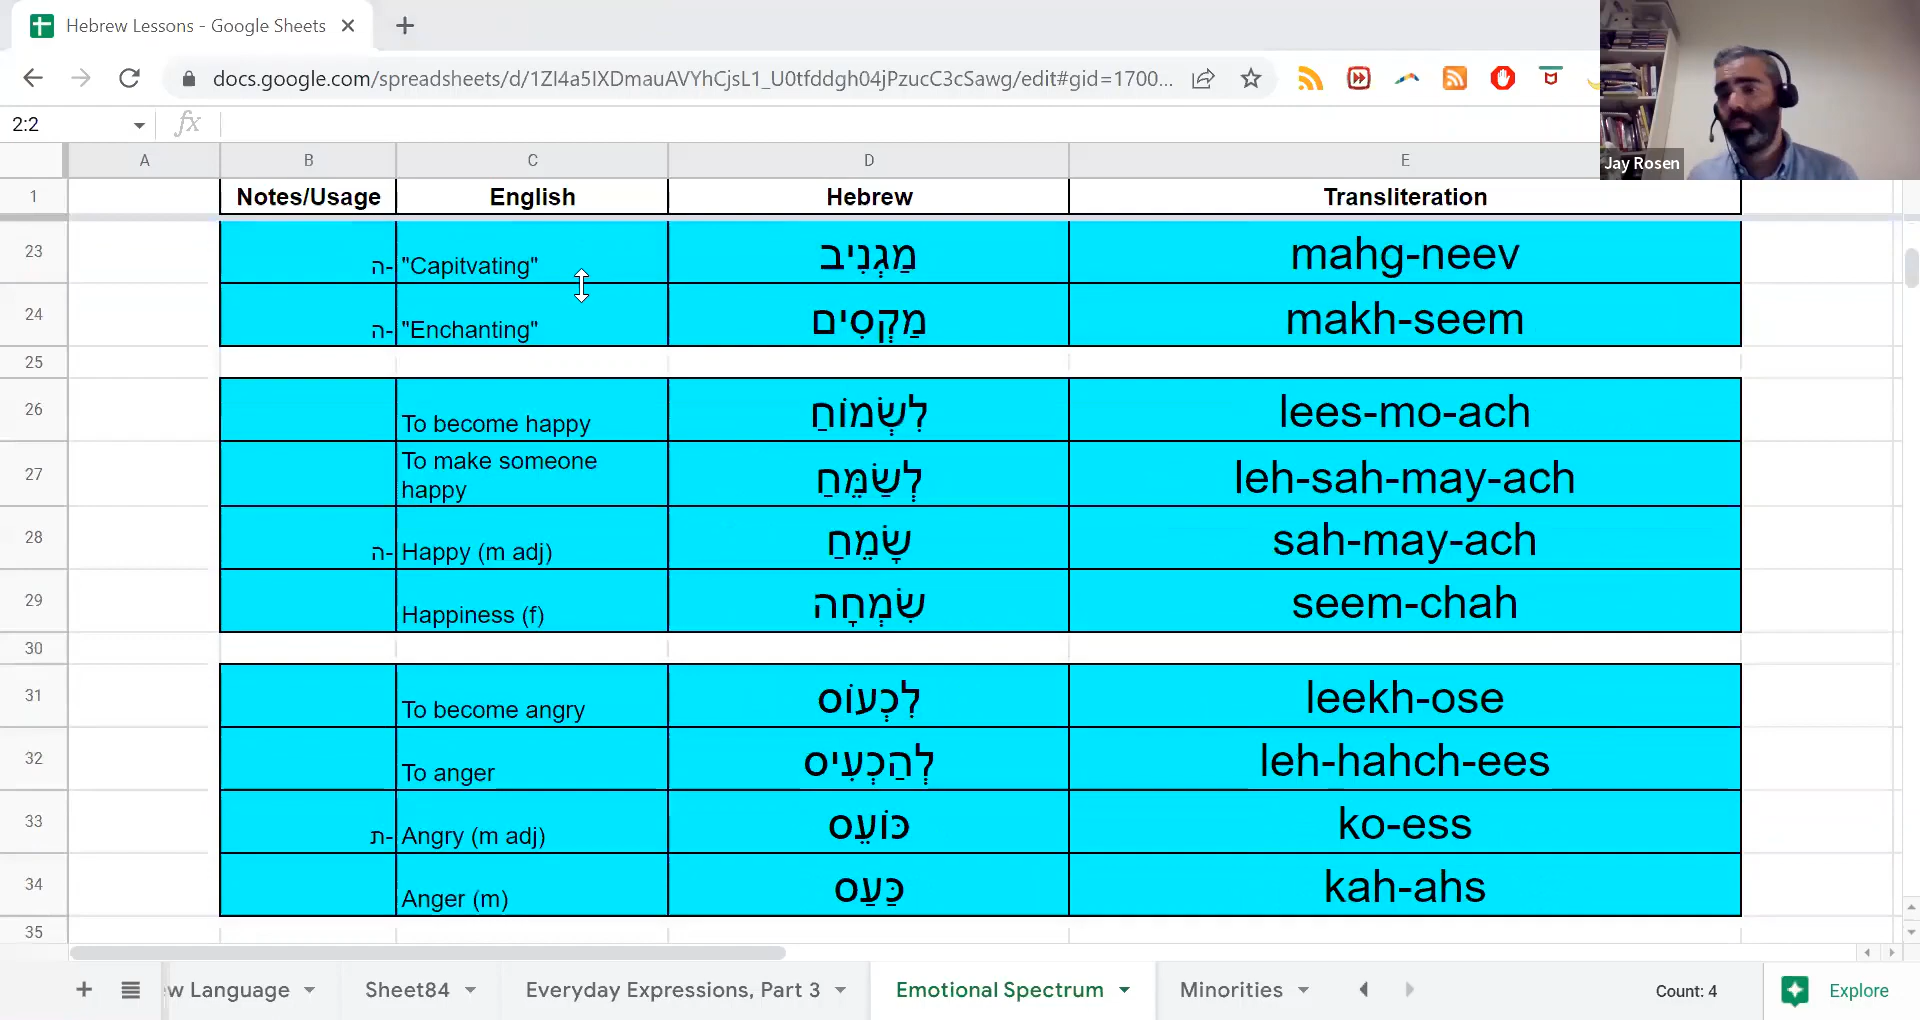 Hebrew Lessons - Google Sheets
docs.google.com/spreadsheets/d/1ZI4a5IXDmauAVYhCjsL1_U0tfddgh04jPzucC3cSawg/edit#gid=1700...
Jay Rosen
2:2
fx
A B C D E
1 Notes/Usage English Hebrew Transliteration
23 ה- "Capitvating" מַגְנִיב mahg-neev
24 ה- "Enchanting" מַקְסִים makh-seem
25
26 To become happy לִשְׂמוֹחַ lees-mo-ach
27 To make someone happy לְשַׂמֵּחַ leh-sah-may-ach
28 ה- Happy (m adj) שָׂמֵחַ sah-may-ach
29 Happiness (f) שִׂמְחָה seem-chah
30
31 To become angry לִכְעוֹס leekh-ose
32 To anger לְהַכְעִיס leh-hahch-ees
33 ת- Angry (m adj) כּוֹעֵס ko-ess
34 Anger (m) כַּעַס kah-ahs
35
w Language Sheet84 Everyday Expressions, Part 3 Emotional Spectrum Minorities Count: 4 Explore